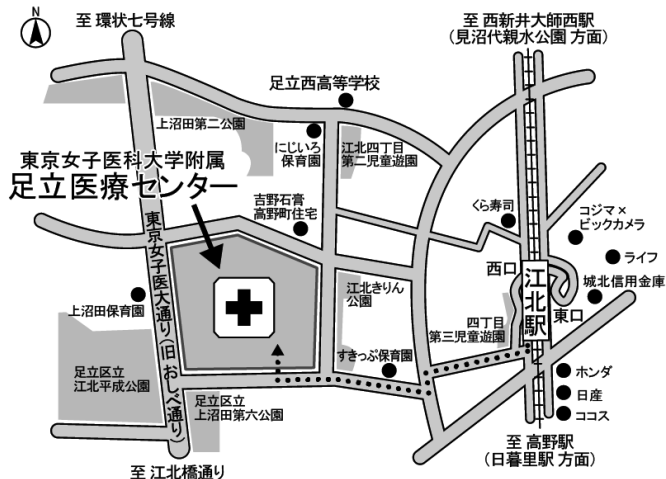 至 環状七号線
N
至 西新井大師西駅
（見沼代親水公園 方面）
足立西高等学校
上沼田第二公園
にじいろ
保育園
江北四丁目
第二児童遊園
東京女子医科大学附属
足立医療センター
吉野石膏
高野町住宅
くら寿司
コジマ×
ビックカメラ
ライフ
西口
江北駅
城北信用金庫
東口
東京女子医大通り（旧 おしべ通り）
上沼田保育園
江北きりん
公園
四丁目
第三児童遊園
すきっぷ保育園
足立区立
江北平成公園
足立区立
上沼田第六公園
ホンダ
日産
ココス
至 江北橋通り
至 高野駅
（日暮里駅 方面）